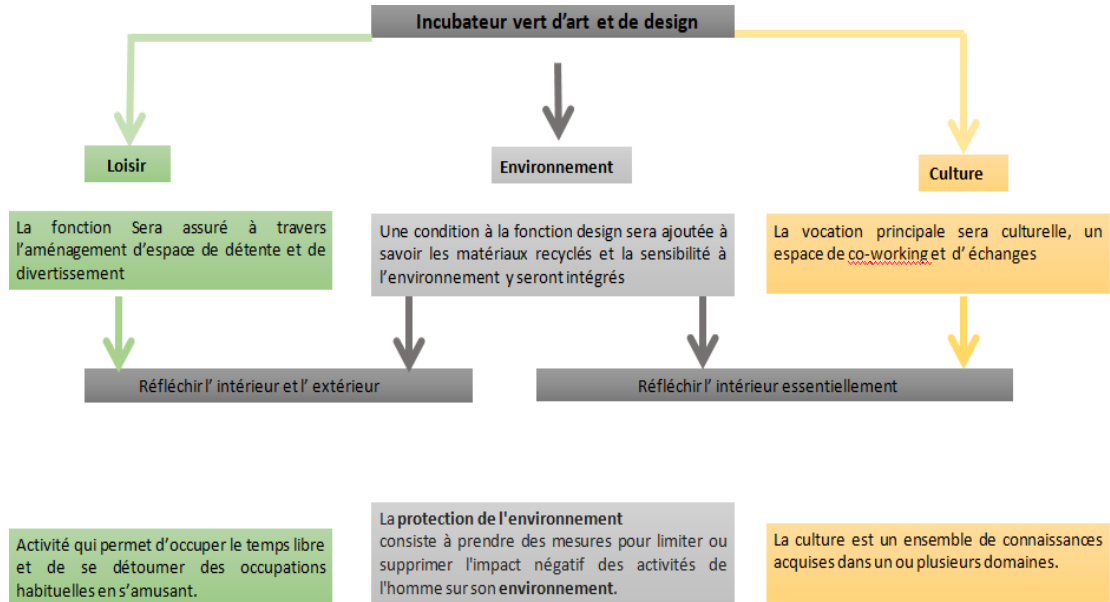 Incubateur vert d'art et de design
Loisir
Environnement
Culture
La fonction Sera assuré à travers
l'aménagement d'espace de détente et de
divertissement
Une condition à la fonction design sera ajoutée à
savoir les matériaux recyclés et la sensibilité à
l'environnement y seront intégrés
La vocation principale sera culturelle, un
espace de co-working et d' échanges
Réfléchir l' intérieur et l' extérieur
Réfléchir l' intérieur essentiellement
Activité qui permet d'occuper le temps libre
et de se détourner des occupations
habituelles en s'amusant.
La protection de l'environnement
consiste à prendre des mesures pour limiter ou
supprimer l'impact négatif des activités de
l'homme sur son environnement.
La culture est un ensemble de connaissances
acquises dans un ou plusieurs domaines.